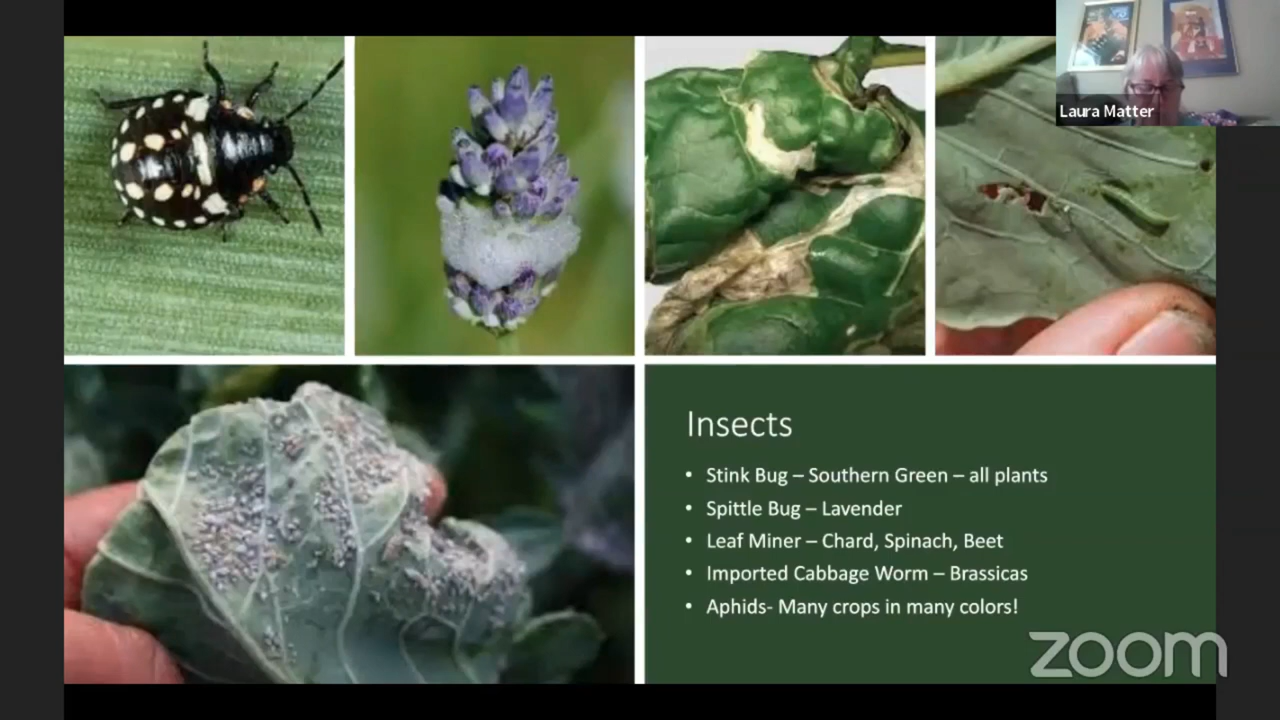 Laura Matter
Insects
• Stink Bug – Southern Green – all plants
• Spittle Bug – Lavender
• Leaf Miner – Chard, Spinach, Beet
• Imported Cabbage Worm – Brassicas
• Aphids- Many crops in many colors!
zoom